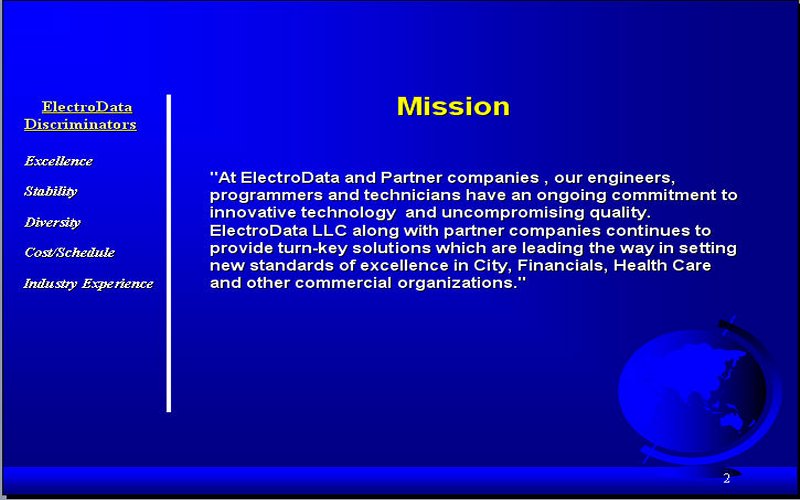 ElectroData
Discriminators
Excellence
Stability
Diversity
Cost/Schedule
Industry Experience
Mission
"At ElectroData and Partner companies , our engineers,
programmers and technicians have an ongoing commitment to
innovative technology  and uncompromising quality.
ElectroData LLC along with partner companies continues to
provide turn-key solutions which are leading the way in setting
new standards of excellence in City, Financials, Health Care
and other commercial organizations."
2